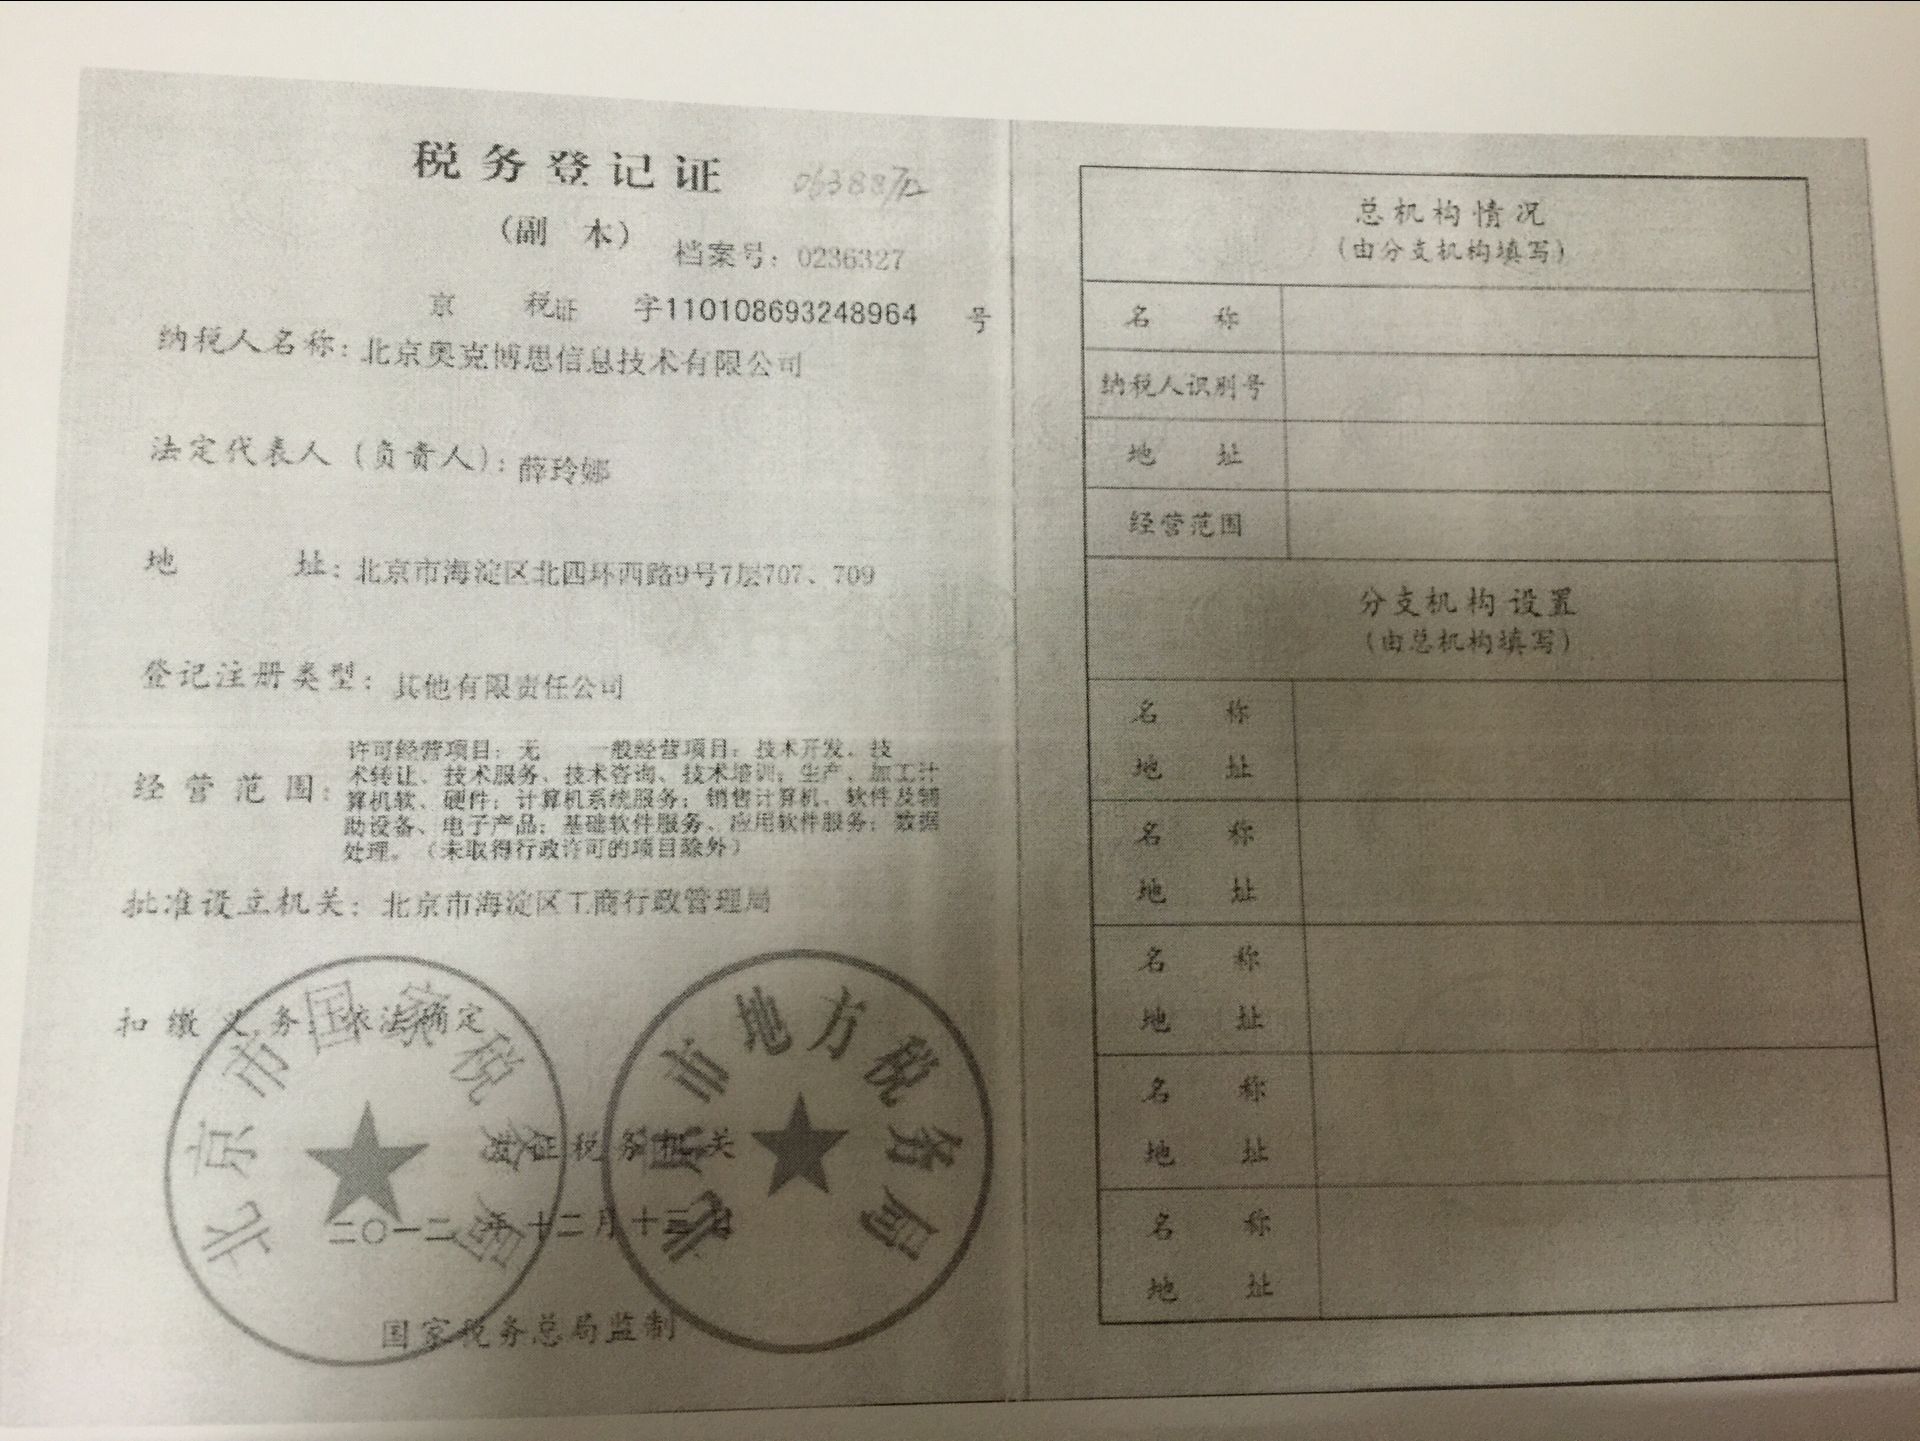 税务登记证
（副 本）
档案号：0236327
京 税证 字110108693248964 号
纳税人名称：北京奥克博思信息技术有限公司
法定代表人（负责人）：薛玲娜
地 址：北京市海淀区北四环西路9号7层707、709
登记注册类型：其他有限责任公司
经营范围：许可经营项目：无 一般经营项目：技术开发、技
术转让、技术服务、技术咨询、技术培训；生产、加工计
算机软、硬件；计算机系统服务；销售计算机、软件及辅
助设备、电子产品；基础软件服务、应用软件服务；数据
处理。（未取得行政许可的项目除外）
批准设立机关：北京市海淀区工商行政管理局
扣缴义务：依法确定
北京市国家税务局
北京市地方税务局
发证税务机关
二〇一二年十二月十三日
国家税务总局监制
总机构情况
（由分支机构填写）
名 称
纳税人识别号
地 址
经营范围
分支机构设置
（由总机构填写）
名 称
地 址
名 称
地 址
名 称
地 址
名 称
地 址
名 称
地 址